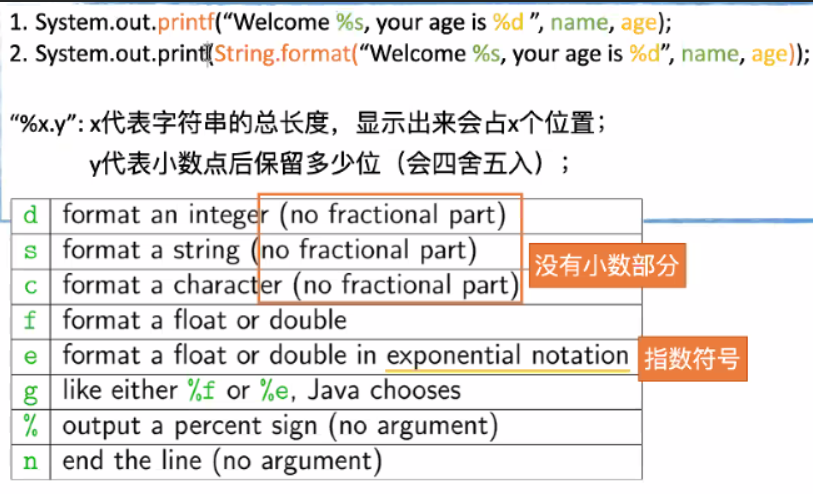 1. System.out.printf(“Welcome %s, your age is %d ”, name, age);
2. System.out.print(String.format(“Welcome %s, your age is %d”, name, age));
“%x.y”: x代表字符串的总长度，显示出来会占x个位置；
y代表小数点后保留多少位（会四舍五入）；
d format an integer (no fractional part)
s format a string (no fractional part)
没有小数部分
c format a character (no fractional part)
f format a float or double
e format a float or double in exponential notation 指数符号
g like either %f or %e, Java chooses
% output a percent sign (no argument)
n end the line (no argument)